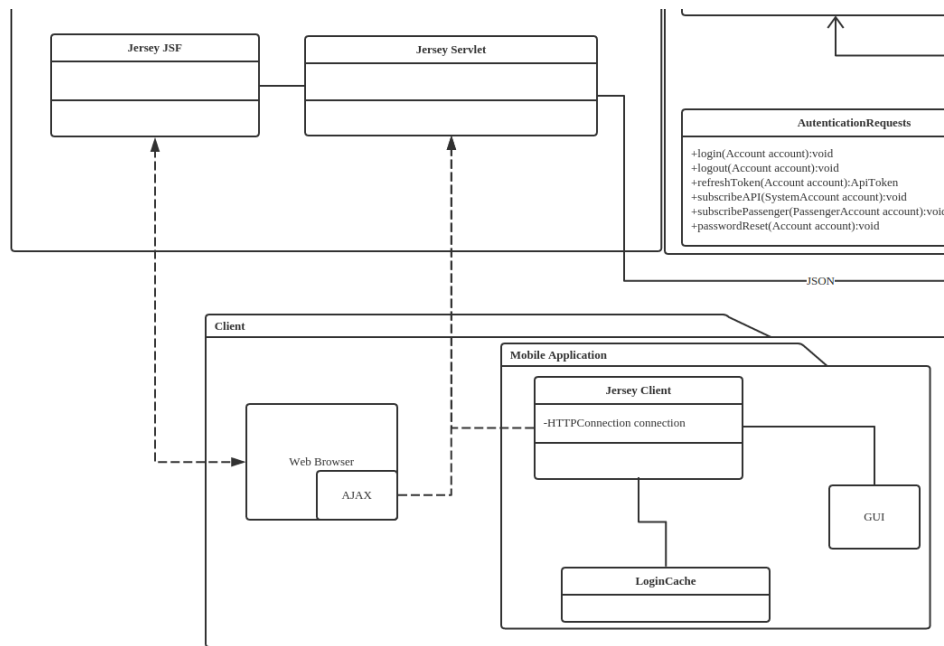 Jersey JSF
Jersey Servlet
AutenticationRequests
+login(Account account):void
+logout(Account account):void
+refreshToken(Account account):ApiToken
+subscribeAPI(SystemAccount account):void
+subscribePassenger(PassengerAccount account):void
+passwordReset(Account account):void
JSON
Client
Mobile Application
Jersey Client
-HTTPConnection connection
Web Browser
AJAX
GUI
LoginCache